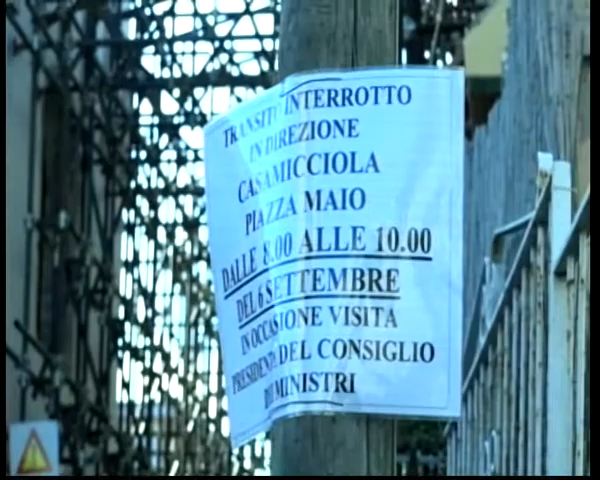 TRANSITO INTERROTTO
IN DIREZIONE
CASAMICCIOLA
PIAZZA MAIO
DALLE 8.00 ALLE 10.00
DEL 6 SETTEMBRE
IN OCCASIONE VISITA
PRESIDENTE DEL CONSIGLIO
DEI MINISTRI